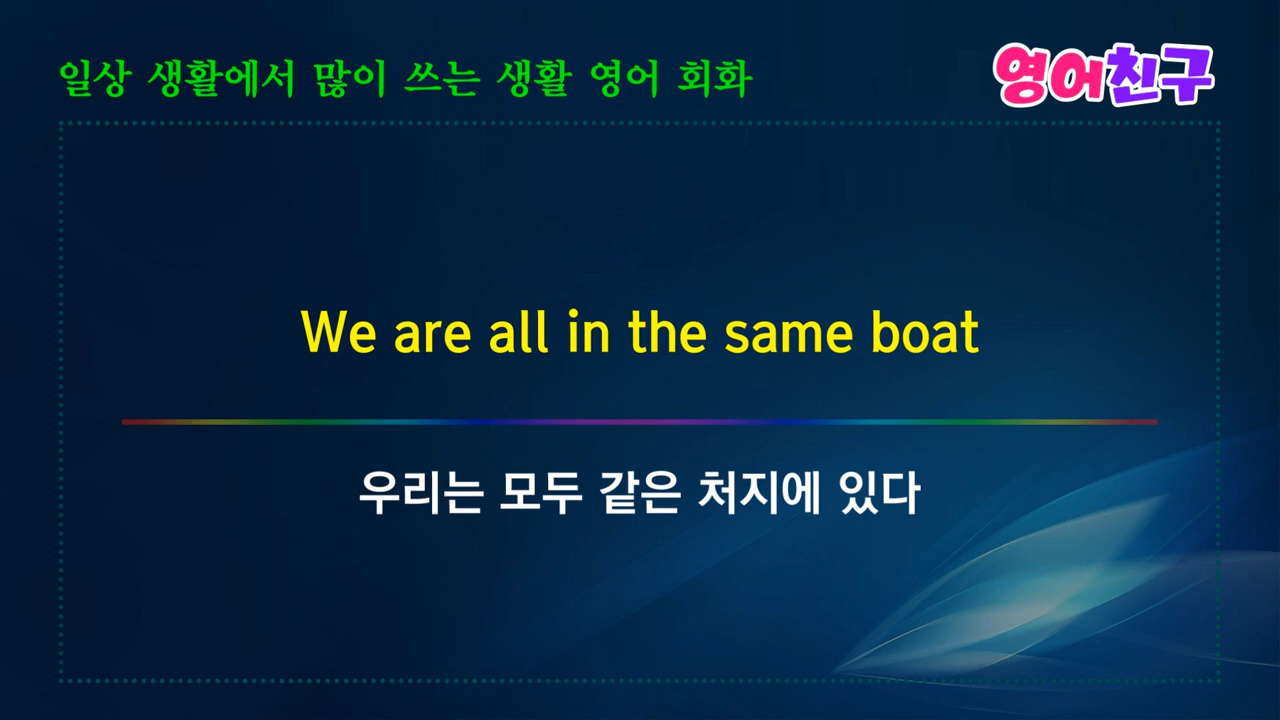 일상 생활에서 많이 쓰는 생활 영어 회화
영어친구
We are all in the same boat
우리는 모두 같은 처지에 있다